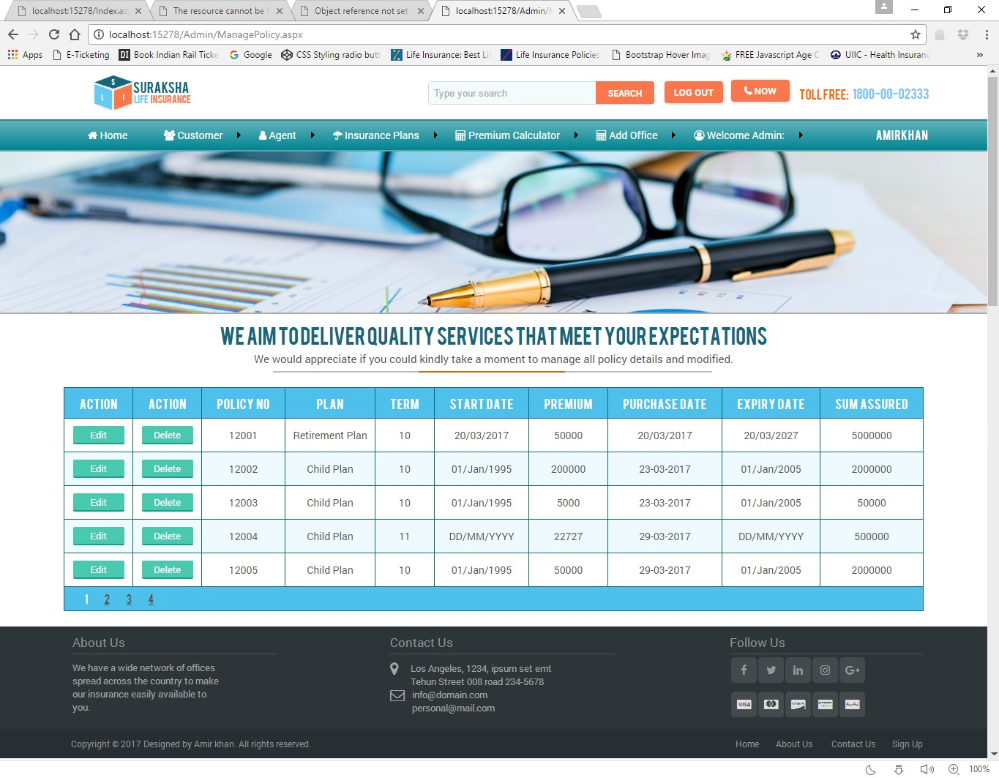 localhost:15278/Index.as
The resource cannot be f
Object reference not set
localhost:15278/Admin/
localhost:15278/Admin/ManagePolicy.aspx
Apps E-Ticketing Book Indian Rail Ticke Google CSS Styling radio butt Life Insurance: Best Lif Life Insurance Policies Bootstrap Hover Imag FREE Javascript Age C UIIC - Health Insuranc »
S L I
SURAKSHA
LIFE INSURANCE
Type your search SEARCH LOG OUT NOW TOLL FREE: 1800-00-02333
Home Customer Agent Insurance Plans Premium Calculator Add Office Welcome Admin: AMIRKHAN
WE AIM TO DELIVER QUALITY SERVICES THAT MEET YOUR EXPECTATIONS
We would appreciate if you could kindly take a moment to manage all policy details and modified.
ACTION ACTION POLICY NO PLAN TERM START DATE PREMIUM PURCHASE DATE EXPIRY DATE SUM ASSURED
Edit Delete 12001 Retirement Plan 10 20/03/2017 50000 20/03/2017 20/03/2027 5000000
Edit Delete 12002 Child Plan 10 01/Jan/1995 200000 23-03-2017 01/Jan/2005 2000000
Edit Delete 12003 Child Plan 10 01/Jan/1995 5000 23-03-2017 01/Jan/2005 50000
Edit Delete 12004 Child Plan 11 DD/MM/YYYY 22727 29-03-2017 DD/MM/YYYY 500000
Edit Delete 12005 Child Plan 10 01/Jan/1995 50000 29-03-2017 01/Jan/2005 2000000
1 2 3 4
About Us
We have a wide network of offices
spread across the country to make
our insurance easily available to
you.
Contact Us
Los Angeles, 1234, ipsum set emt
Tehun Street 008 road 234-5678
info@domain.com
personal@mail.com
Follow Us
G+
VISA PayPal
Copyright © 2017 Designed by Amir khan. All rights reserved.
Home About Us Contact Us Sign Up
100%